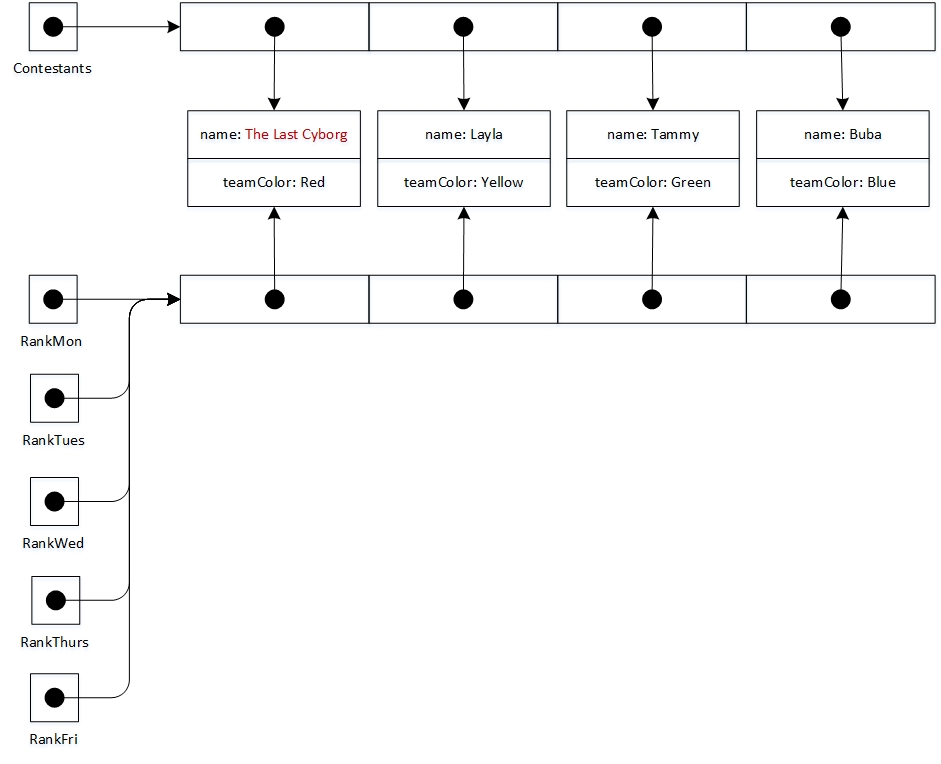 Contestants
name: The Last Cyborg
name: Layla
name: Tammy
name: Buba
teamColor: Red
teamColor: Yellow
teamColor: Green
teamColor: Blue
RankMon
RankTues
RankWed
RankThurs
RankFri